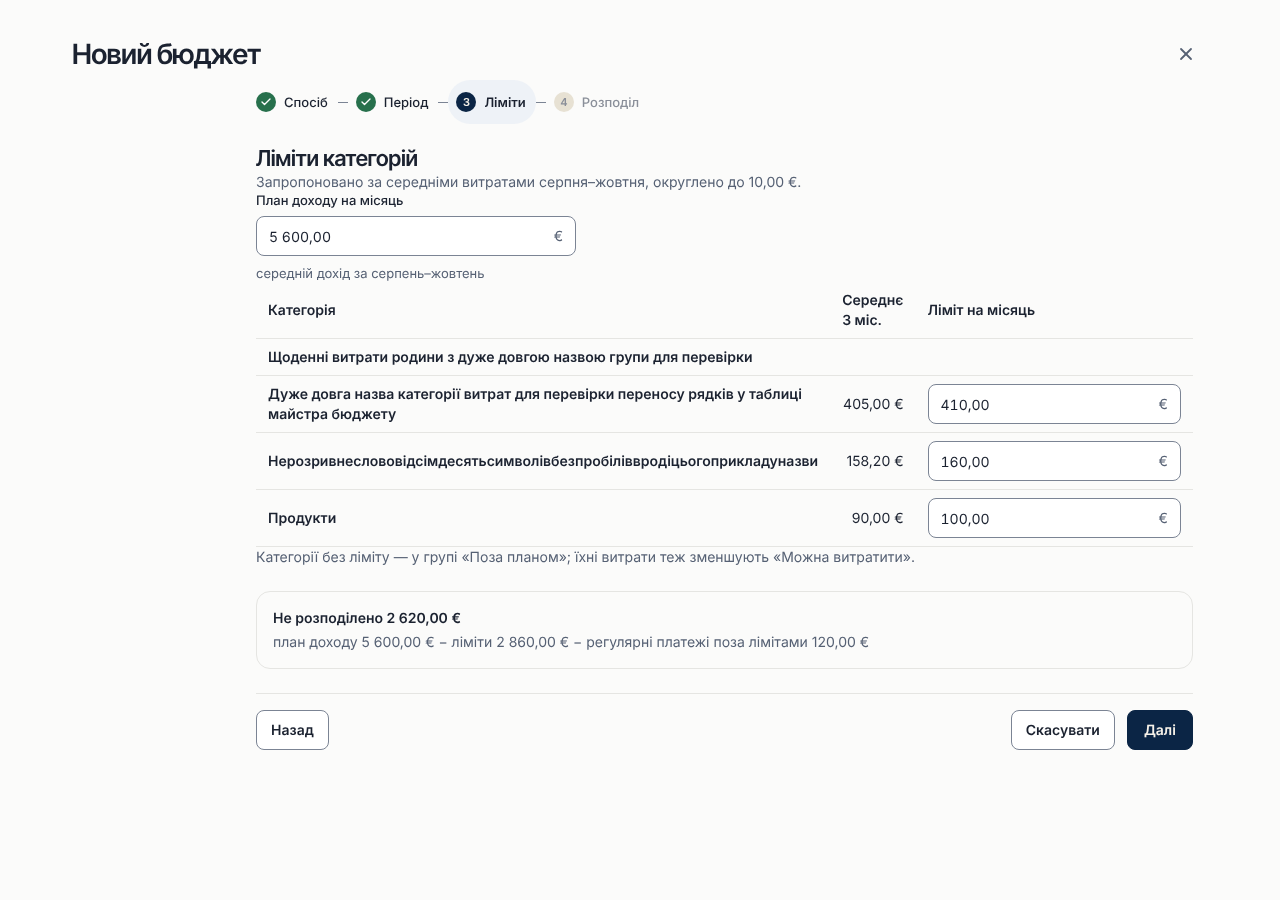 Новий бюджет
Спосіб — Період — 3 Ліміти — 4 Розподіл
Ліміти категорій
Запропоновано за середніми витратами серпня–жовтня, округлено до 10,00 €.
План доходу на місяць
5 600,00 €
середній дохід за серпень–жовтень
Категорія Середнє 3 міс. Ліміт на місяць
Щоденні витрати родини з дуже довгою назвою групи для перевірки
Дуже довга назва категорії витрат для перевірки переносу рядків у таблиці
майстра бюджету
405,00 € 410,00 €
Нерозривнеслововідсімдесятьсимволівбезпробіліввродіцьогоприкладуназви 158,20 € 160,00 €
Продукти 90,00 € 100,00 €
Категорії без ліміту — у групі «Поза планом»; їхні витрати теж зменшують «Можна витратити».
Не розподілено 2 620,00 €
план доходу 5 600,00 € − ліміти 2 860,00 € − регулярні платежі поза лімітами 120,00 €
Назад Скасувати Далі